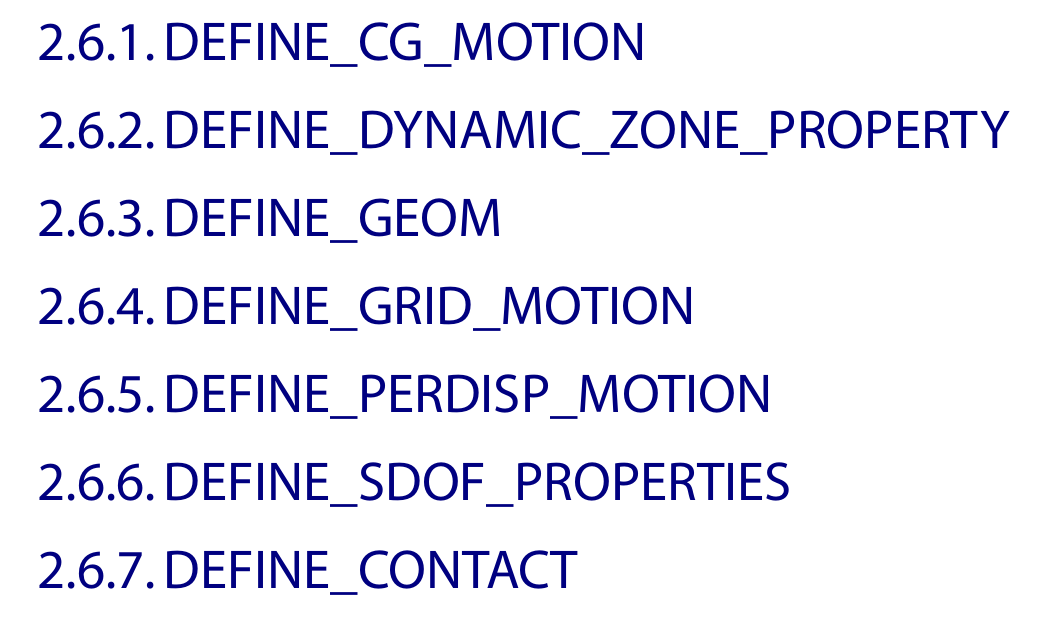 2.6.1. DEFINE_CG_MOTION
2.6.2. DEFINE_DYNAMIC_ZONE_PROPERTY
2.6.3. DEFINE_GEOM
2.6.4. DEFINE_GRID_MOTION
2.6.5. DEFINE_PERDISP_MOTION
2.6.6. DEFINE_SDOF_PROPERTIES
2.6.7. DEFINE_CONTACT